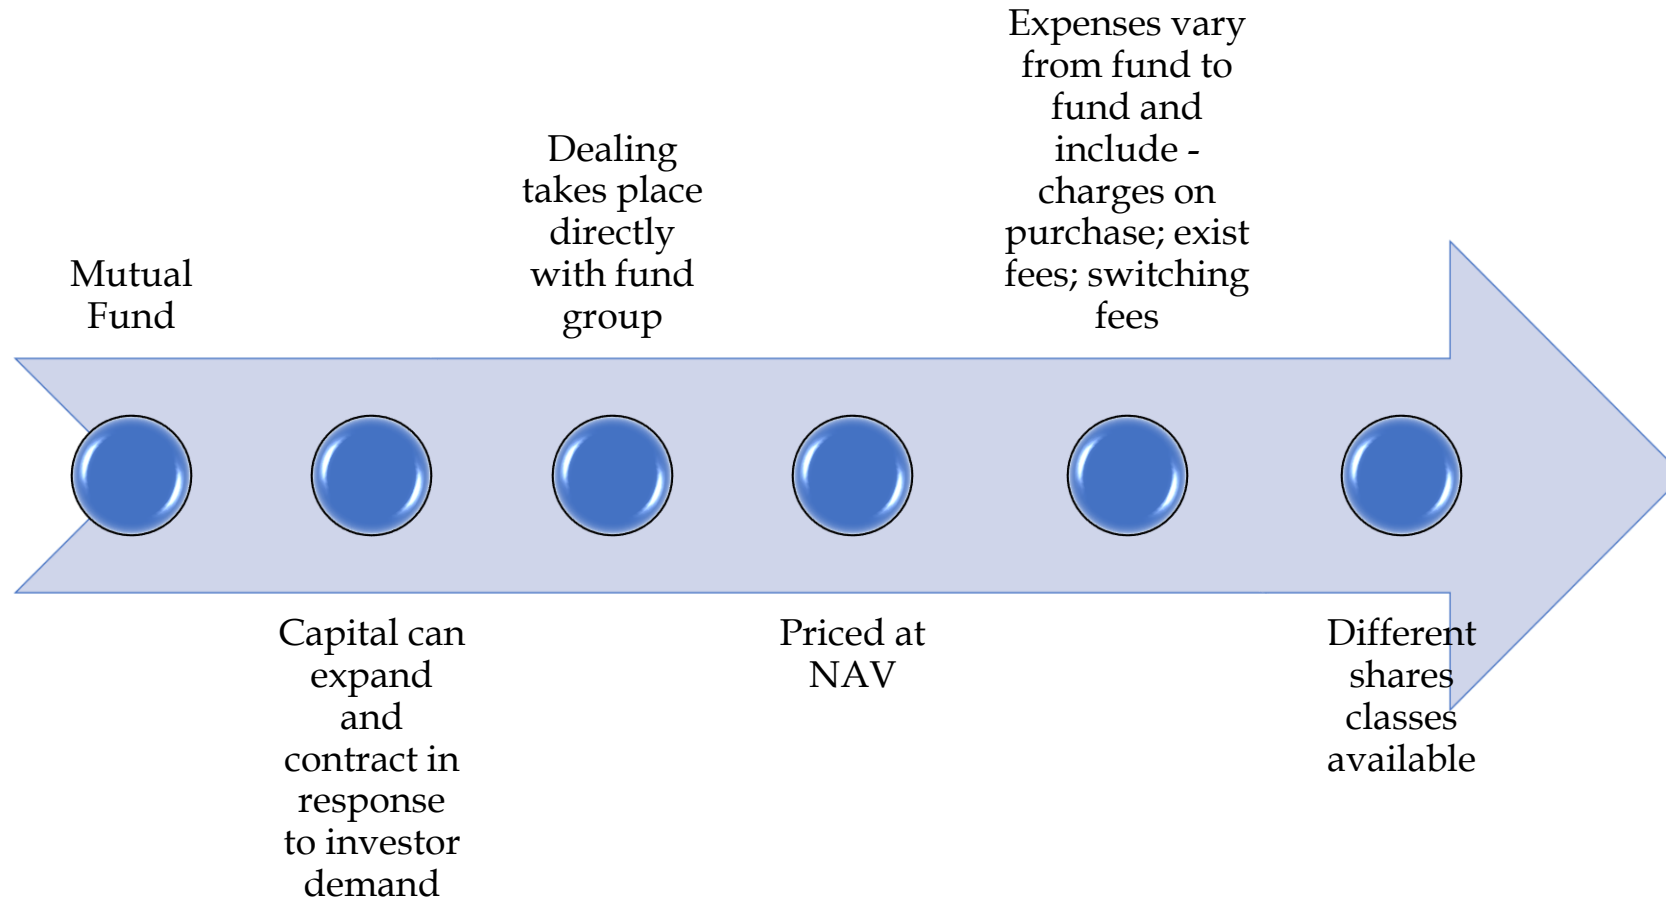 Mutual
Fund
Capital can
expand
and
contract in
response
to investor
demand
Dealing
takes place
directly
with fund
group
Priced at
NAV
Expenses vary
from fund to
fund and
include -
charges on
purchase; exist
fees; switching
fees
Different
shares
classes
available